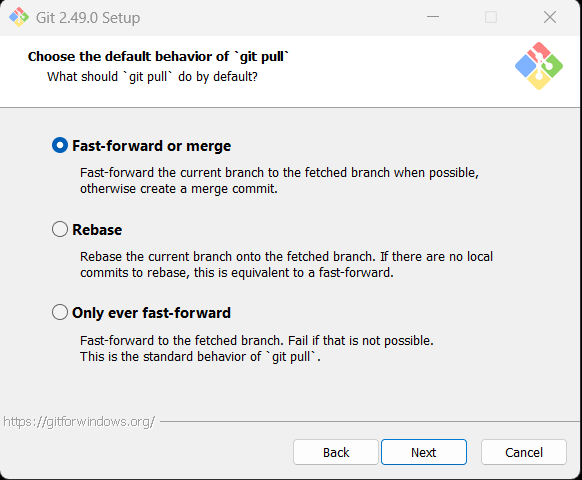 Git 2.49.0 Setup
Choose the default behavior of `git pull`
What should `git pull` do by default?
Fast-forward or merge
Fast-forward the current branch to the fetched branch when possible,
otherwise create a merge commit.
Rebase
Rebase the current branch onto the fetched branch. If there are no local
commits to rebase, this is equivalent to a fast-forward.
Only ever fast-forward
Fast-forward to the fetched branch. Fail if that is not possible.
This is the standard behavior of `git pull`.
https://gitforwindows.org/
Back Next Cancel